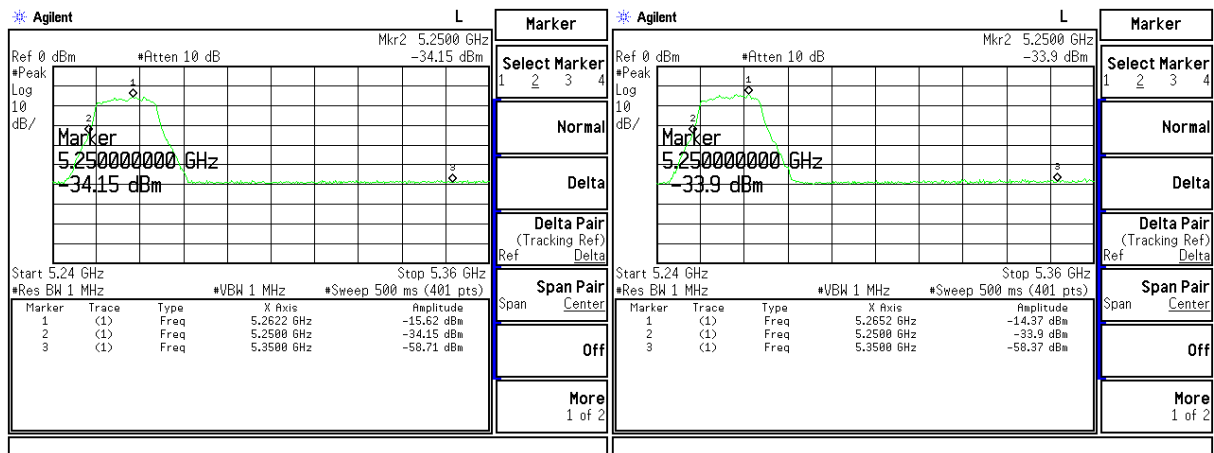 Agilent L
Marker
Mkr2 5.2500 GHz
Ref 0 dBm #Atten 10 dB -34.15 dBm
#Peak
Log
10
dB/
1
2
3
Marker
5.250000000 GHz
-34.15 dBm
Start 5.24 GHz Stop 5.36 GHz
#Res BW 1 MHz #VBW 1 MHz #Sweep 500 ms (401 pts)
Marker Trace Type X Axis Amplitude
1 (1) Freq 5.2622 GHz -15.62 dBm
2 (1) Freq 5.2500 GHz -34.15 dBm
3 (1) Freq 5.3500 GHz -58.71 dBm
Select Marker
1 2 3 4
Normal
Delta
Delta Pair
(Tracking Ref)
Ref Delta
Span Pair
Span Center
Off
More
1 of 2
Agilent L
Marker
Mkr2 5.2500 GHz
Ref 0 dBm #Atten 10 dB -33.9 dBm
#Peak
Log
10
dB/
1
2
3
Marker
5.250000000 GHz
-33.9 dBm
Start 5.24 GHz Stop 5.36 GHz
#Res BW 1 MHz #VBW 1 MHz #Sweep 500 ms (401 pts)
Marker Trace Type X Axis Amplitude
1 (1) Freq 5.2652 GHz -14.37 dBm
2 (1) Freq 5.2500 GHz -33.9 dBm
3 (1) Freq 5.3500 GHz -58.37 dBm
Select Marker
1 2 3 4
Normal
Delta
Delta Pair
(Tracking Ref)
Ref Delta
Span Pair
Span Center
Off
More
1 of 2